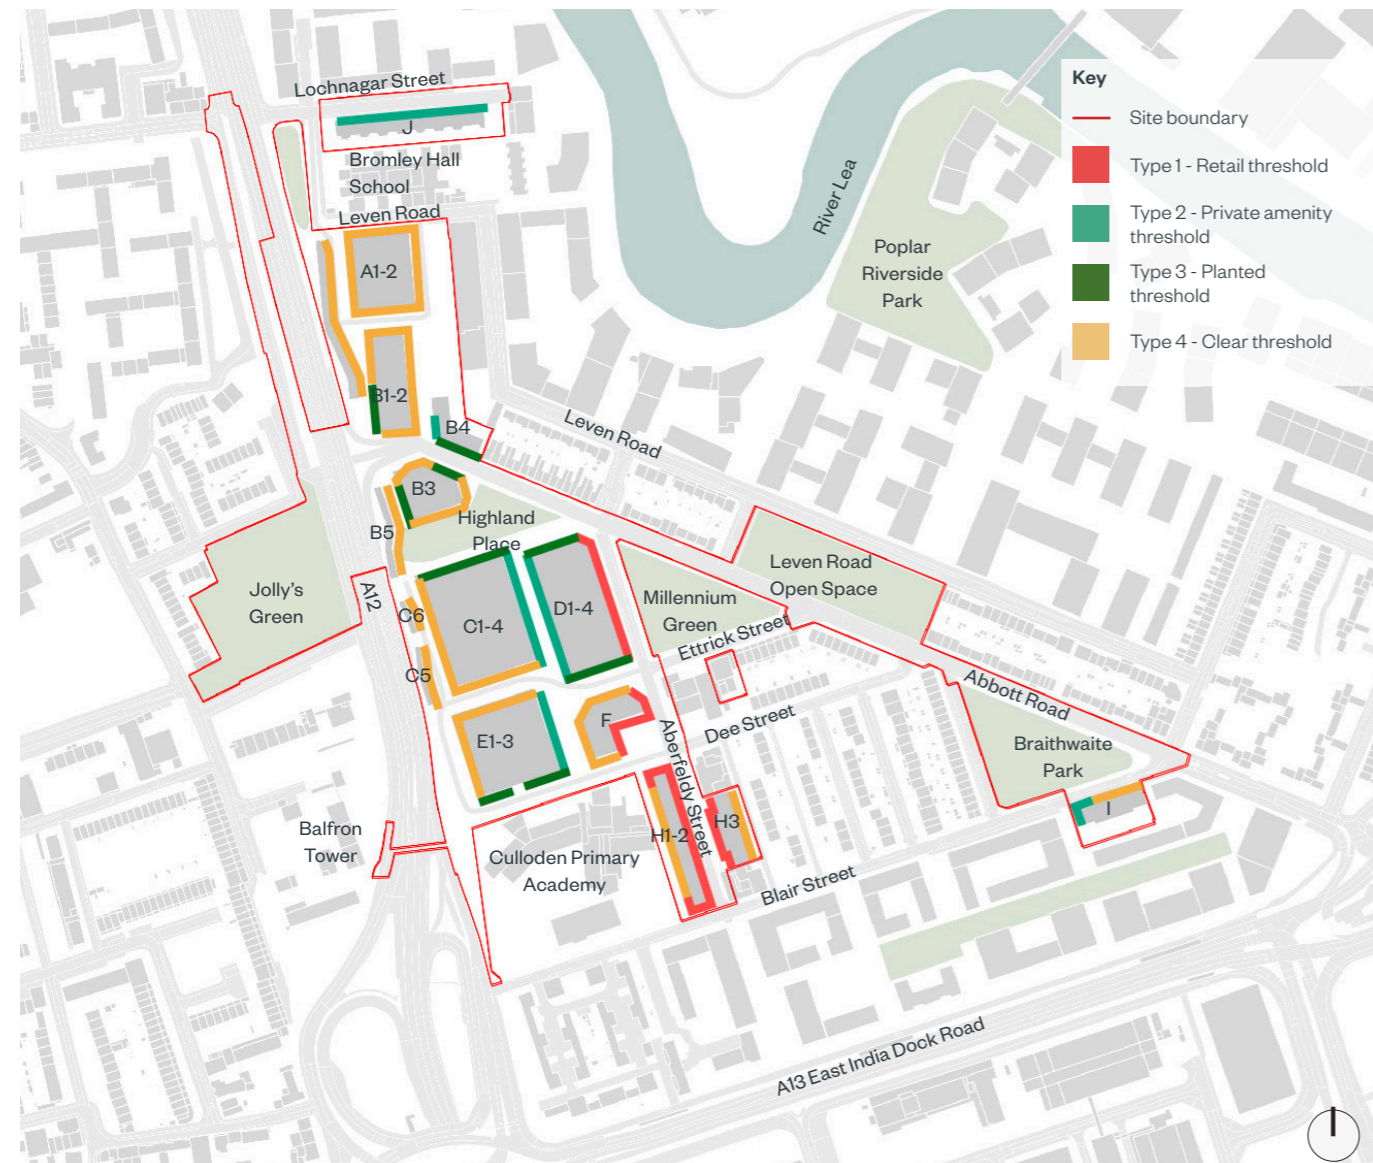 Lochnagar Street
J
Bromley Hall
School
Leven Road
A1-2
B1-2
B4
B3
B5
Highland
Place
Leven Road
River Lea
Poplar
Riverside
Park
Key
Site boundary
Type 1 - Retail threshold
Type 2 - Private amenity
threshold
Type 3 - Planted
threshold
Type 4 - Clear threshold
Jolly's
Green
A12
C6
C5
C1-4
D1-4
Millennium
Green
Leven Road
Open Space
Ettrick Street
Dee Street
Abbott Road
Braithwaite
Park
I
E1-3
F
Aberfeldy Street
H1-2
H3
Balfron
Tower
Culloden Primary
Academy
Blair Street
A13 East India Dock Road